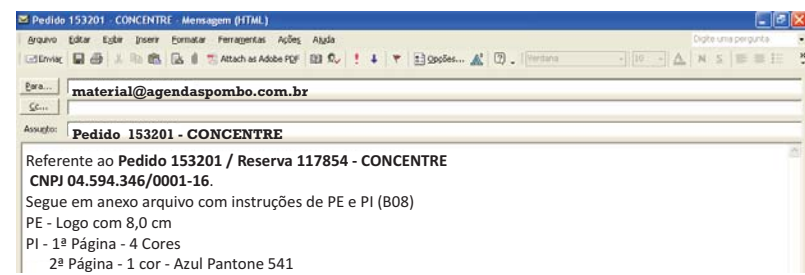 Pedido 153201 - CONCENTRE - Mensagem (HTML)
Arquivo Editar Exibir Inserir Formatar Ferramentas Ações Ajuda Digite uma pergunta
Enviar Attach as Adobe PDF Opções... Verdana 10 A N S
Para... material@agendaspombo.com.br
Cc...
Assunto: Pedido 153201 - CONCENTRE
Referente ao Pedido 153201 / Reserva 117854 - CONCENTRE
CNPJ 04.594.346/0001-16.
Segue em anexo arquivo com instruções de PE e PI (B08)
PE - Logo com 8,0 cm
PI - 1ª Página - 4 Cores
2ª Página - 1 cor - Azul Pantone 541